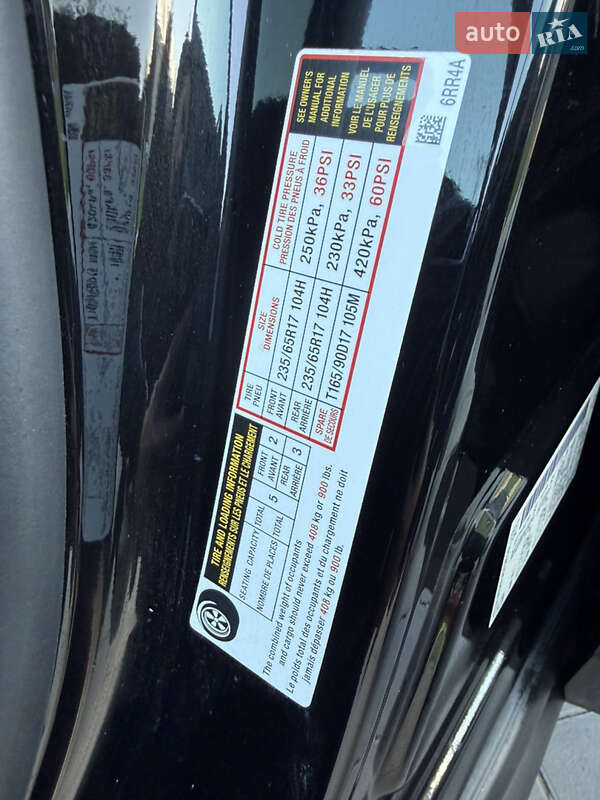 auto RIA.com
TIRE AND LOADING INFORMATION
RENSEIGNEMENTS SUR LES PNEUS ET LE CHARGEMENT
SEATING CAPACITY TOTAL 5 FRONT AVANT 2 REAR ARRIÈRE 3
NOMBRE DE PLACES TOTAL
The combined weight of occupants
and cargo should never exceed 408 kg or 900 lbs.
Le poids total des occupants et du chargement ne doit
jamais dépasser 408 kg ou 900 lb.
TIRE PNEU SIZE DIMENSIONS COLD TIRE PRESSURE PRESSION DES PNEUS À FROID
FRONT AVANT 235/65R17 104H 250kPa, 36PSI
REAR ARRIÈRE 235/65R17 104H 230kPa, 33PSI
SPARE DE SECOURS T165/90D17 105M 420kPa, 60PSI
SEE OWNER'S
MANUAL FOR
ADDITIONAL
INFORMATION
VOIR LE MANUEL
DE L'USAGER
POUR PLUS DE
RENSEIGNEMENTS
6RR4A